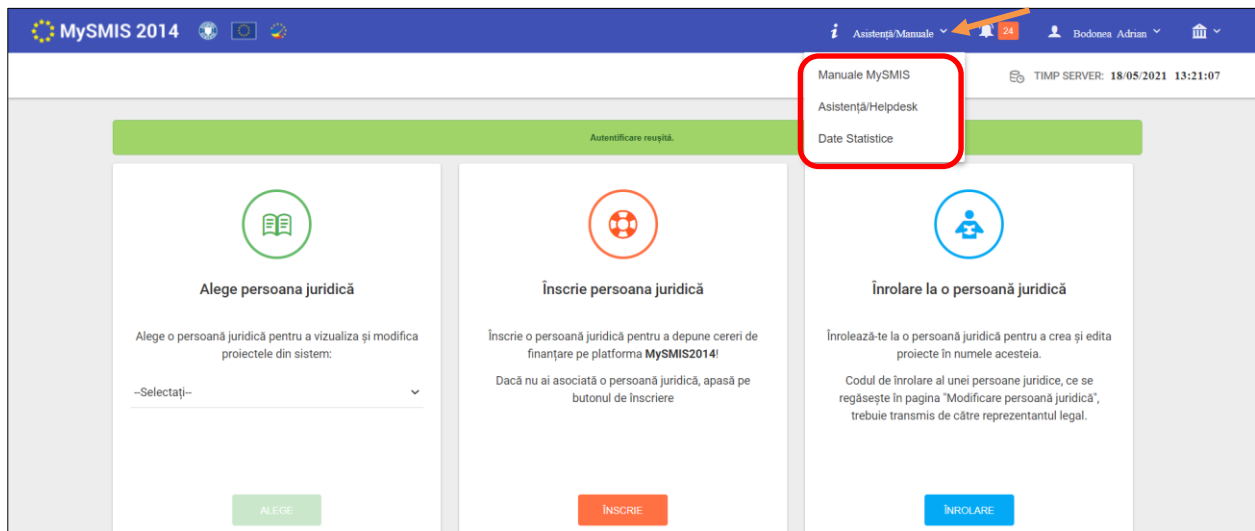 MySMIS 2014
i Asistență/Manuale
24
Bodonea Adrian
Manuale MySMIS
Asistență/Helpdesk
Date Statistice
TIMP SERVER: 18/05/2021 13:21:07
Autentificare reușită.
Alege persoana juridică
Alege o persoană juridică pentru a vizualiza și modifica
proiectele din sistem:
--Selectați--
ALEGE
Înscrie persoana juridică
Înscrie o persoană juridică pentru a depune cereri de
finanțare pe platforma MySMIS2014!
Dacă nu ai asociată o persoană juridică, apasă pe
butonul de înscriere
ÎNSCRIE
Înrolare la o persoană juridică
Înrolează-te la o persoană juridică pentru a crea și edita
proiecte în numele acesteia.
Codul de înrolare al unei persoane juridice, ce se
regăsește în pagina "Modificare persoană juridică",
trebuie transmis de către reprezentantul legal.
ÎNROLARE